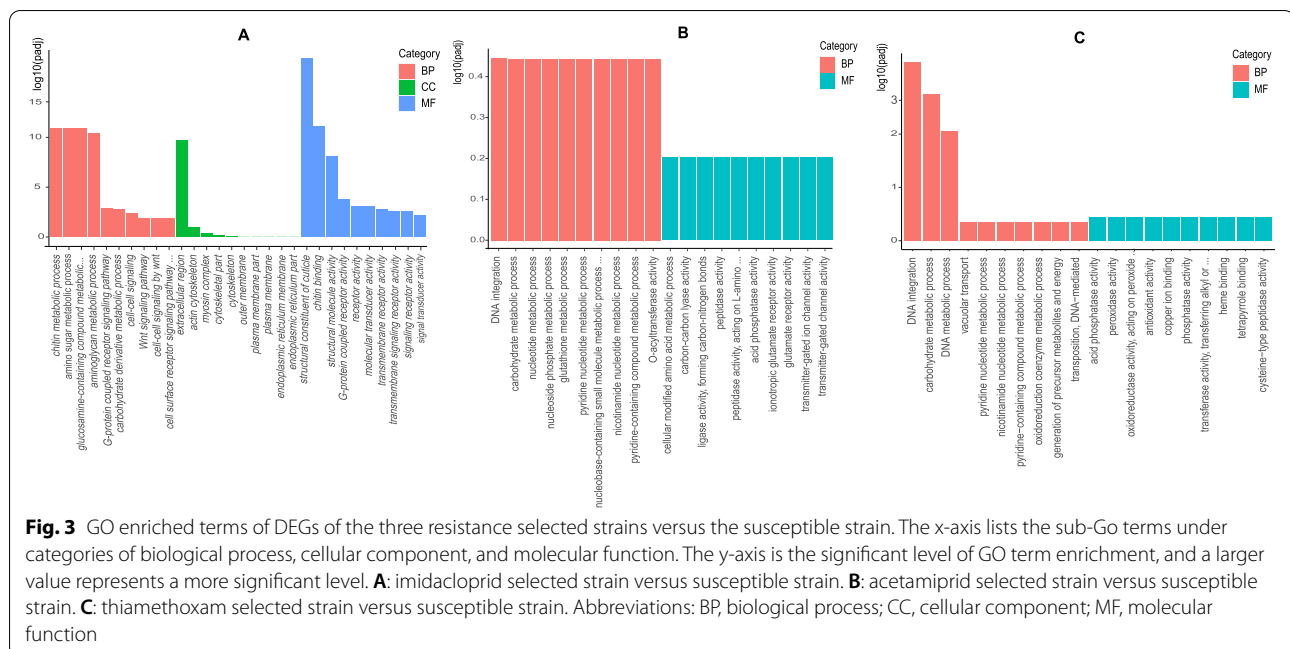 A
log10(padj)
15
10
5
0
Category
BP
CC
MF
chitin metabolic process
amino sugar metabolic process
glucosamine-containing compound metabolic...
aminoglycan metabolic process
G-protein coupled receptor signaling pathway
carbohydrate derivative metabolic process
cell-cell signaling
Wnt signaling pathway
cell-cell signaling by wnt
cell surface receptor signaling pathway ...
extracellular region
actin cytoskeleton
myosin complex
cytoskeletal part
cytoskeleton
outer membrane
plasma membrane part
plasma membrane
endoplasmic reticulum membrane
endoplasmic reticulum part
structural constituent of cuticle
chitin binding
structural molecule activity
G-protein coupled receptor activity
receptor activity
molecular transducer activity
transmembrane receptor activity
transmembrane signaling receptor activity
signaling receptor activity
signal transducer activity
B
log10(padj)
0.4
0.2
0.1
0.0
Category
BP
MF
DNA integration
carbohydrate metabolic process
nucleotide metabolic process
nucleoside phosphate metabolic process
glutathione metabolic process
pyridine nucleotide metabolic process
nucleobase-containing small molecule metabolic process ...
nicotinamide nucleotide metabolic process
pyridine-containing compound metabolic process
O-acyltransferase activity
cellular modified amino acid metabolic process
carbon-carbon lyase activity
ligase activity, forming carbon-nitrogen bonds
peptidase activity
peptidase activity, acting on L-amino ...
acid phosphatase activity
ionotropic glutamate receptor activity
glutamate receptor activity
transmitter-gated ion channel activity
transmitter-gated channel activity
C
log10(padj)
3
2
1
0
Category
BP
MF
DNA integration
carbohydrate metabolic process
DNA metabolic process
vacuolar transport
pyridine nucleotide metabolic process
nicotinamide nucleotide metabolic process
pyridine-containing compound metabolic process
oxidoreduction coenzyme metabolic process
generation of precursor metabolites and energy
transposition, DNA-mediated
acid phosphatase activity
peroxidase activity
oxidoreductase activity, acting on peroxide...
antioxidant activity
copper ion binding
phosphatase activity
transferase activity, transferring alkyl or ...
heme binding
tetrapyrrole binding
cysteine-type peptidase activity
Fig. 3 GO enriched terms of DEGs of the three resistance selected strains versus the susceptible strain. The x-axis lists the sub-Go terms under
categories of biological process, cellular component, and molecular function. The y-axis is the significant level of GO term enrichment, and a larger
value represents a more significant level. A: imidacloprid selected strain versus susceptible strain. B: acetamiprid selected strain versus susceptible
strain. C: thiamethoxam selected strain versus susceptible strain. Abbreviations: BP, biological process; CC, cellular component; MF, molecular
function